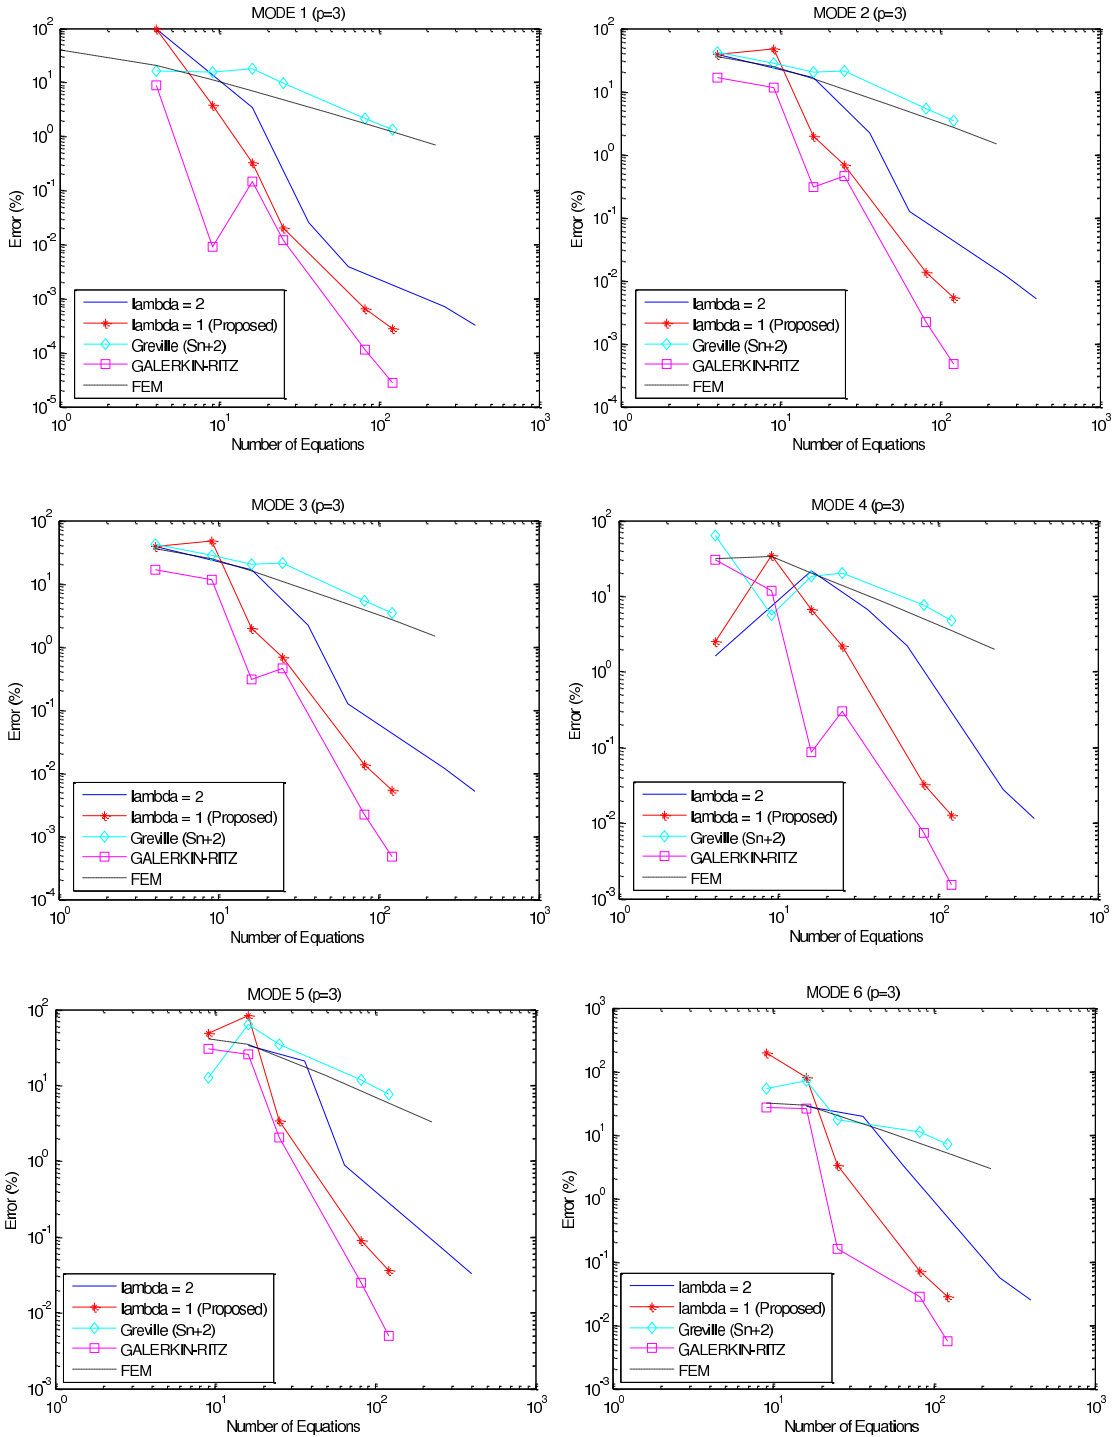 MODE 1 (p=3)
10^2
10^1
10^0
10^-1
10^-2
10^-3
10^-4
10^-5
Error (%)
lambda = 2
lambda = 1 (Proposed)
Greville (Sn+2)
GALERKIN-RITZ
FEM
10^0
10^1
10^2
10^3
Number of Equations
MODE 2 (p=3)
10^2
10^1
10^0
10^-1
10^-2
10^-3
10^-4
Error (%)
lambda = 2
lambda = 1 (Proposed)
Greville (Sn+2)
GALERKIN-RITZ
FEM
10^0
10^1
10^2
10^3
Number of Equations
MODE 3 (p=3)
10^2
10^1
10^0
10^-1
10^-2
10^-3
10^-4
Error (%)
lambda = 2
lambda = 1 (Proposed)
Greville (Sn+2)
GALERKIN-RITZ
FEM
10^0
10^1
10^2
10^3
Number of Equations
MODE 4 (p=3)
10^2
10^1
10^0
10^-1
10^-2
10^-3
Error (%)
lambda = 2
lambda = 1 (Proposed)
Greville (Sn+2)
GALERKIN-RITZ
FEM
10^0
10^1
10^2
10^3
Number of Equations
MODE 5 (p=3)
10^2
10^1
10^0
10^-1
10^-2
10^-3
Error (%)
lambda = 2
lambda = 1 (Proposed)
Greville (Sn+2)
GALERKIN-RITZ
FEM
10^0
10^1
10^2
10^3
Number of Equations
MODE 6 (p=3)
10^3
10^2
10^1
10^0
10^-1
10^-2
10^-3
Error (%)
lambda = 2
lambda = 1 (Proposed)
Greville (Sn+2)
GALERKIN-RITZ
FEM
10^0
10^1
10^2
10^3
Number of Equations